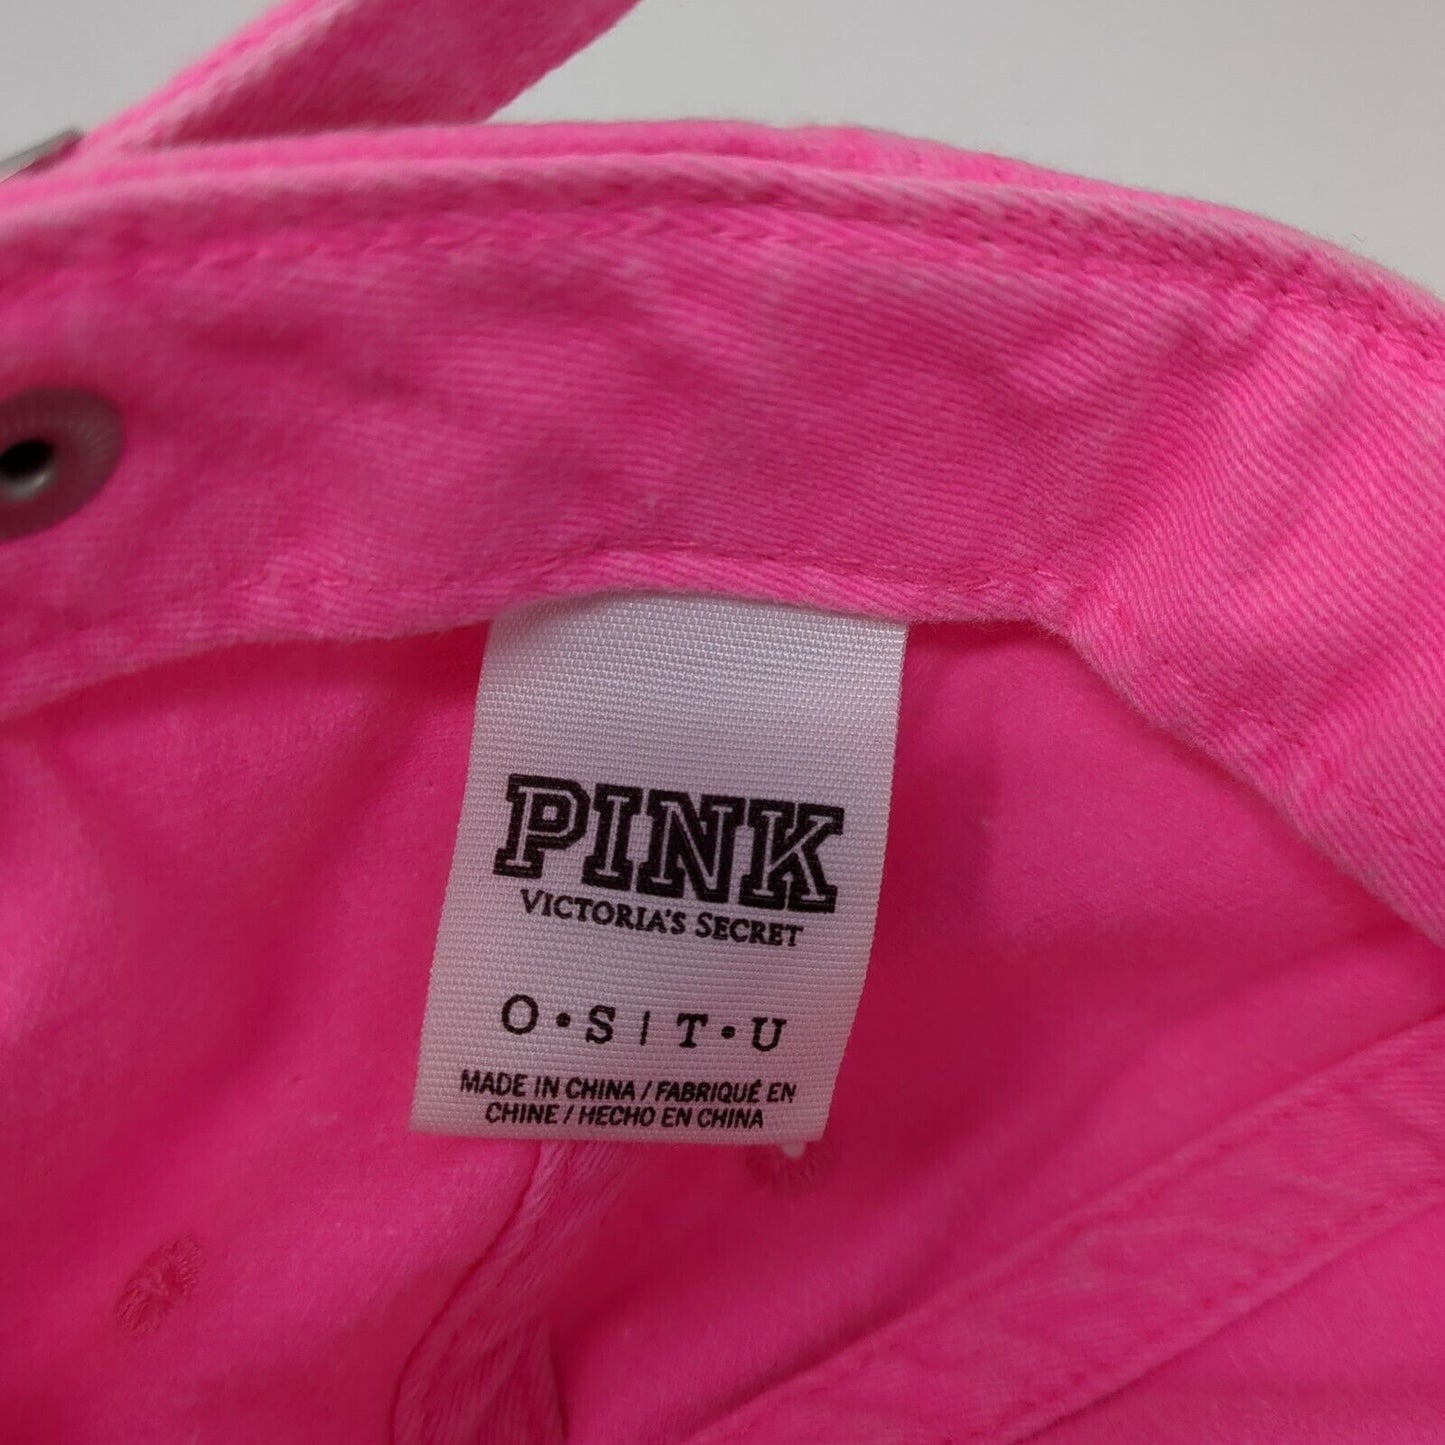 PINK
VICTORIA'S SECRET
O • S | T • U
MADE IN CHINA / FABRIQUÉ EN
CHINE / HECHO EN CHINA